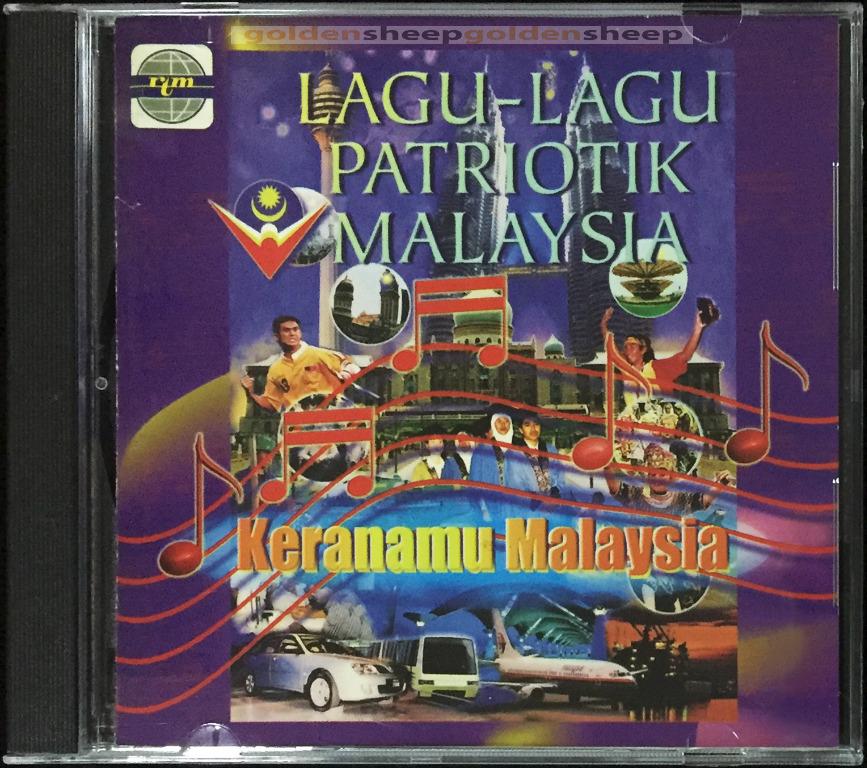 goldensheepgoldensheep
rtm
LAGU-LAGU
PATRIOTIK
MALAYSIA
Keranamu Malaysia